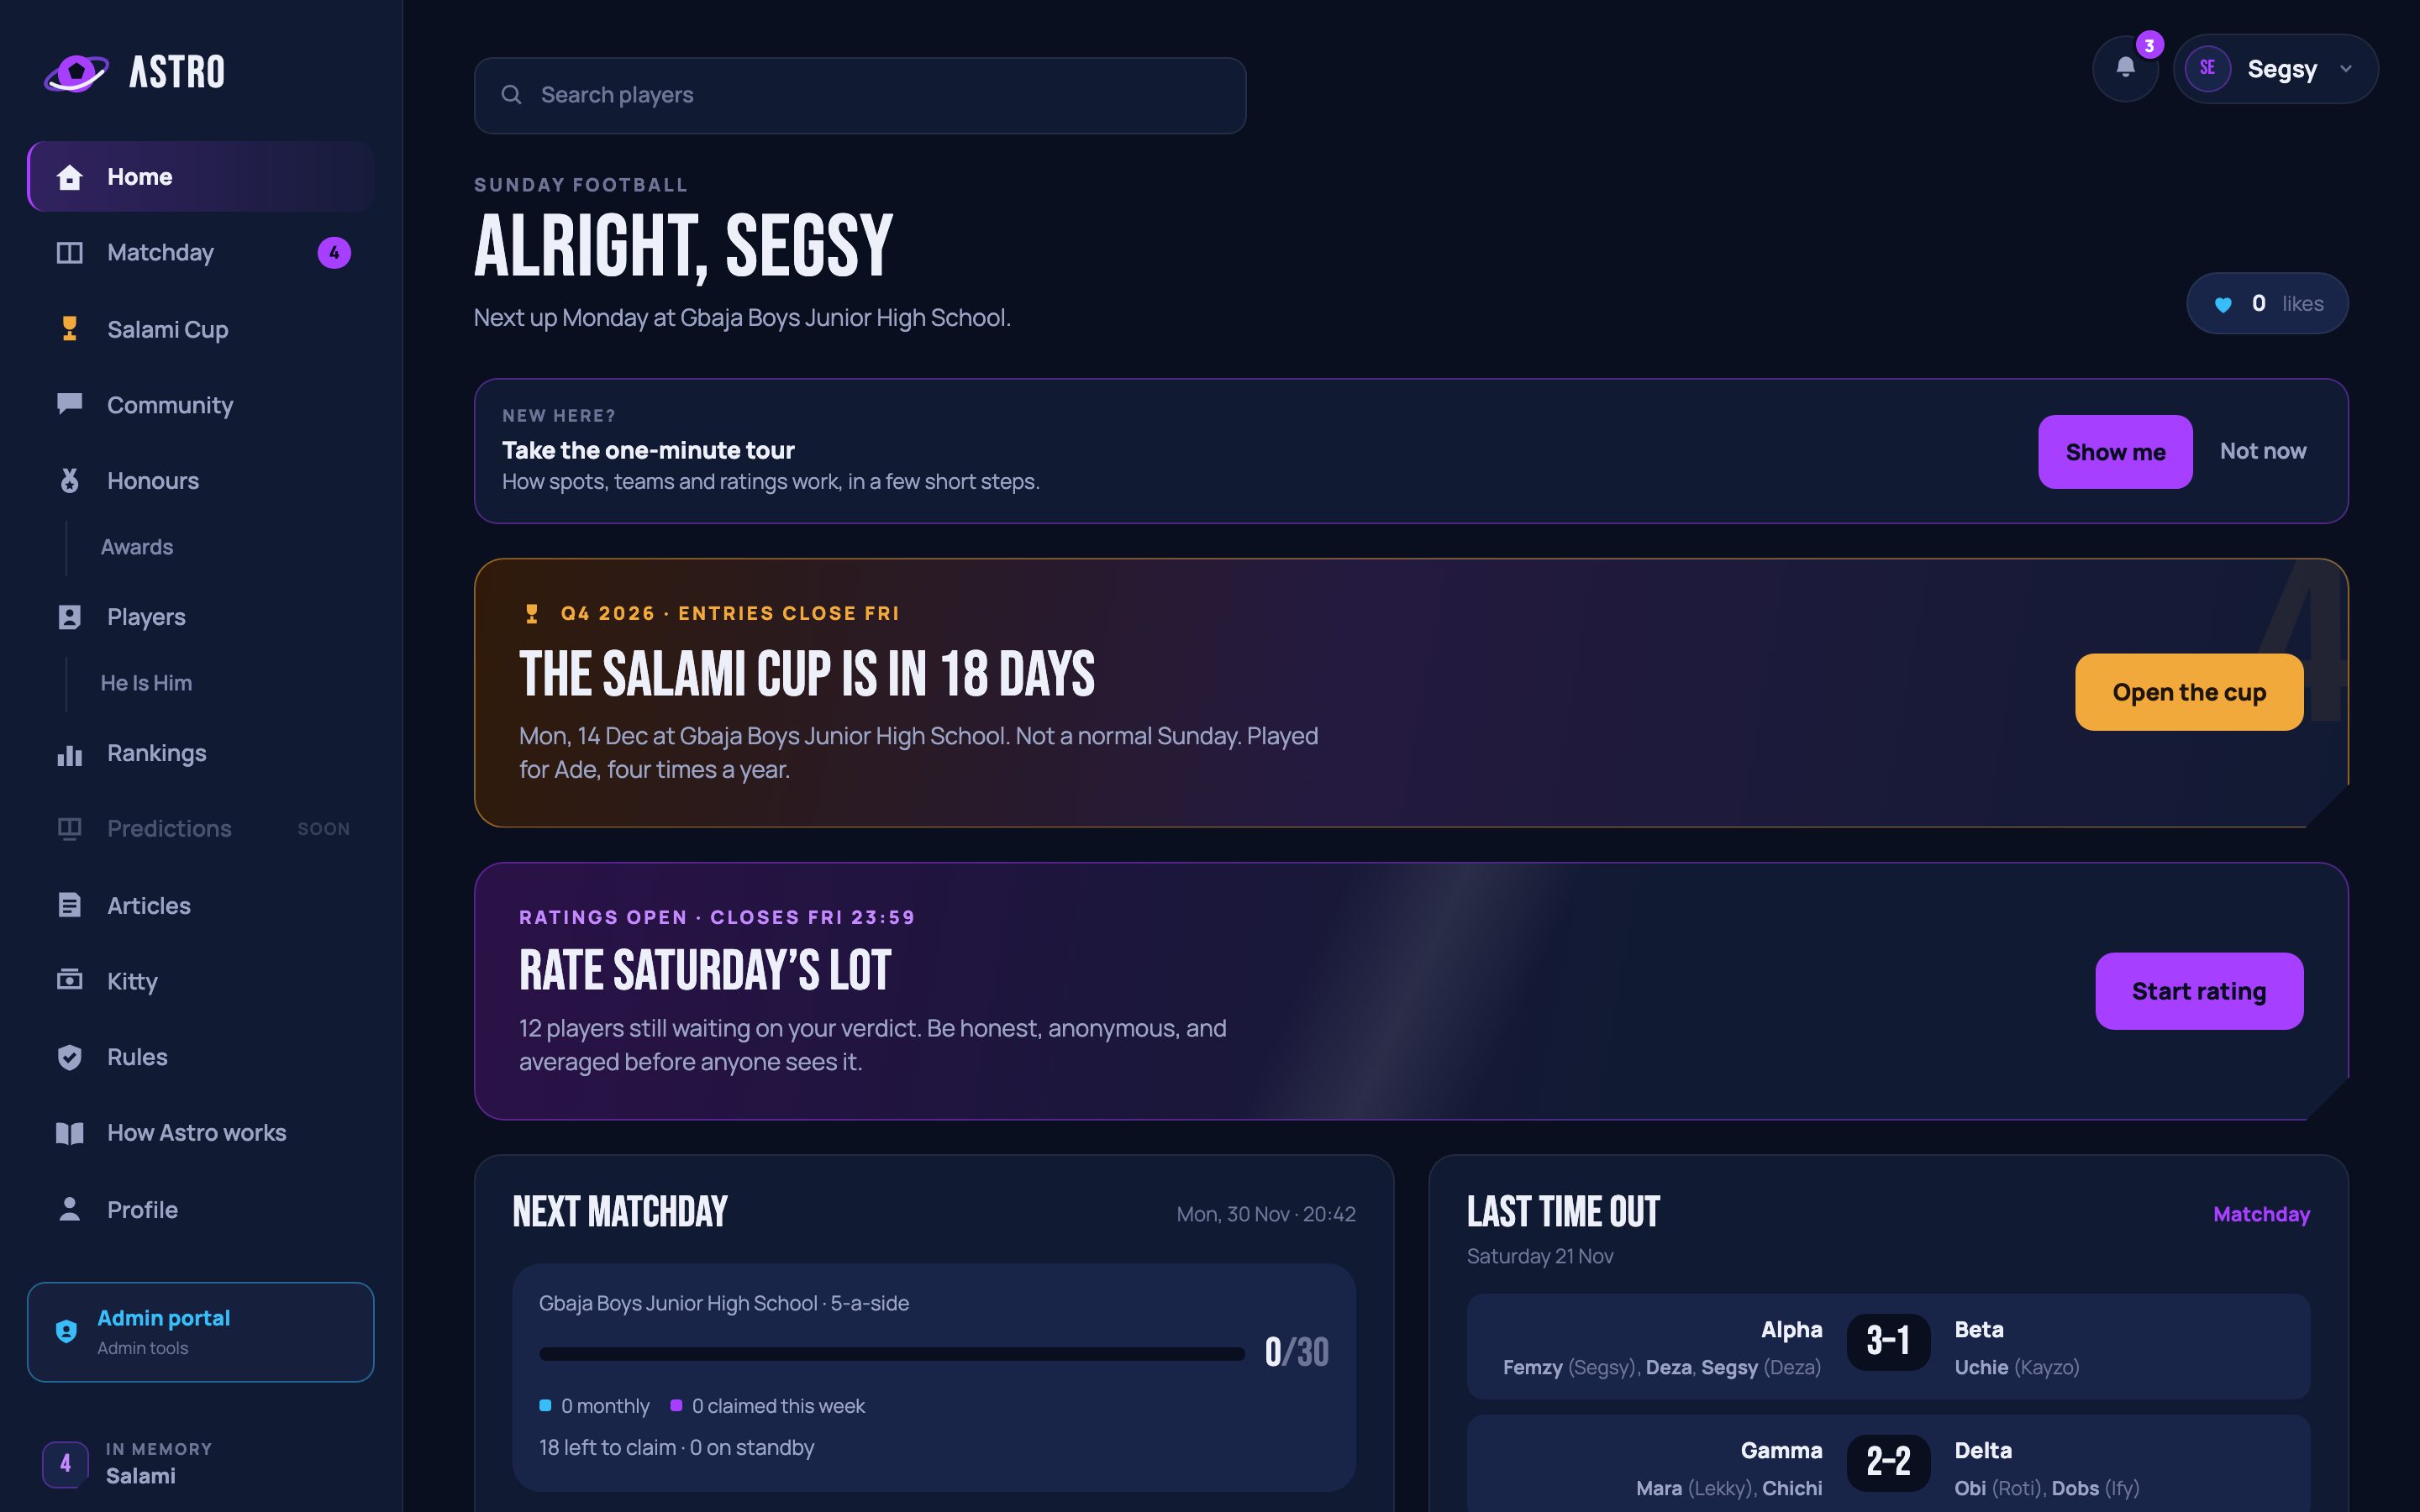 ASTRO
Home
Matchday 4
Salami Cup
Community
Honours
Awards
Players
He Is Him
Rankings
Predictions SOON
Articles
Kitty
Rules
How Astro works
Profile
Admin portal
Admin tools
4
IN MEMORY
Salami
Search players
3
SE Segsy
SUNDAY FOOTBALL
ALRIGHT, SEGSY
Next up Monday at Gbaja Boys Junior High School.
0 likes
NEW HERE?
Take the one-minute tour
How spots, teams and ratings work, in a few short steps.
Show me Not now
Q4 2026 · ENTRIES CLOSE FRI
THE SALAMI CUP IS IN 18 DAYS
Mon, 14 Dec at Gbaja Boys Junior High School. Not a normal Sunday. Played
for Ade, four times a year.
4
Open the cup
RATINGS OPEN · CLOSES FRI 23:59
RATE SATURDAY’S LOT
12 players still waiting on your verdict. Be honest, anonymous, and
averaged before anyone sees it.
Start rating
NEXT MATCHDAY Mon, 30 Nov · 20:42
Gbaja Boys Junior High School · 5-a-side
0/30
0 monthly 0 claimed this week
18 left to claim · 0 on standby
LAST TIME OUT Matchday
Saturday 21 Nov
Alpha 3–1 Beta
Femzy (Segsy), Deza, Segsy (Deza) Uchie (Kayzo)
Gamma 2–2 Delta
Mara (Lekky), Chichi Obi (Roti), Dobs (Ify)